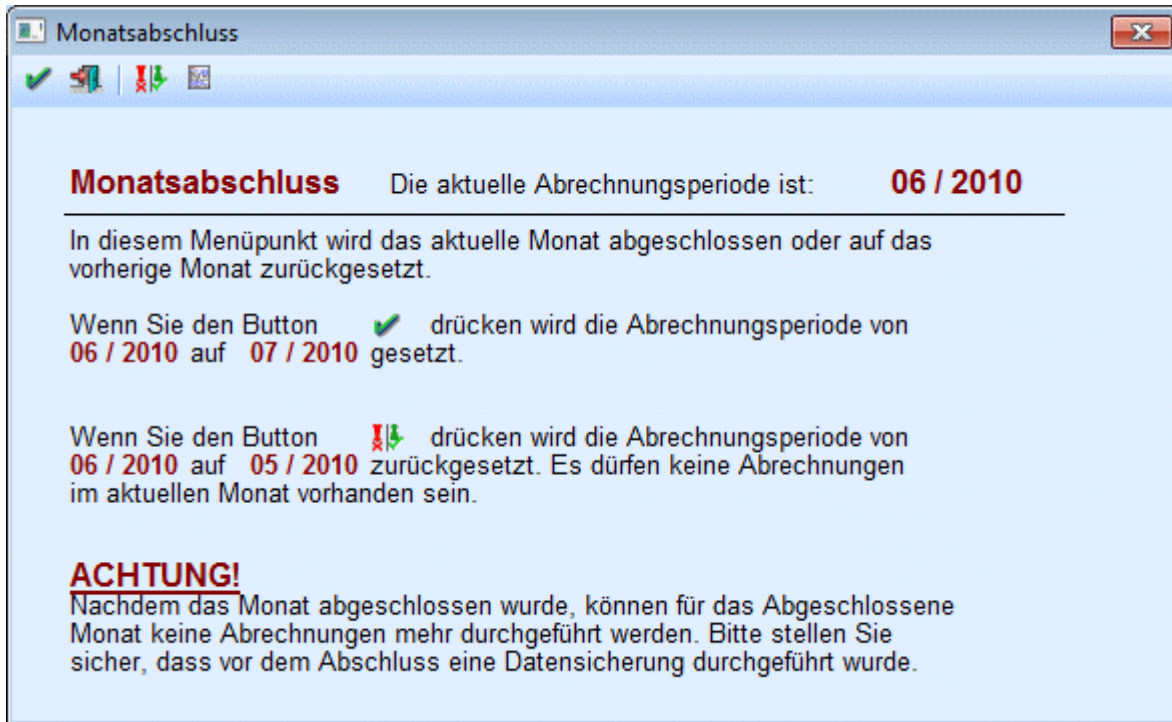 Monatsabschluss
Monatsabschluss Die aktuelle Abrechnungsperiode ist: 06 / 2010
In diesem Menüpunkt wird das aktuelle Monat abgeschlossen oder auf das
vorherige Monat zurückgesetzt.
Wenn Sie den Button drücken wird die Abrechnungsperiode von
06 / 2010 auf 07 / 2010 gesetzt.
Wenn Sie den Button drücken wird die Abrechnungsperiode von
06 / 2010 auf 05 / 2010 zurückgesetzt. Es dürfen keine Abrechnungen
im aktuellen Monat vorhanden sein.
ACHTUNG!
Nachdem das Monat abgeschlossen wurde, können für das Abgeschlossene
Monat keine Abrechnungen mehr durchgeführt werden. Bitte stellen Sie
sicher, dass vor dem Abschluss eine Datensicherung durchgeführt wurde.